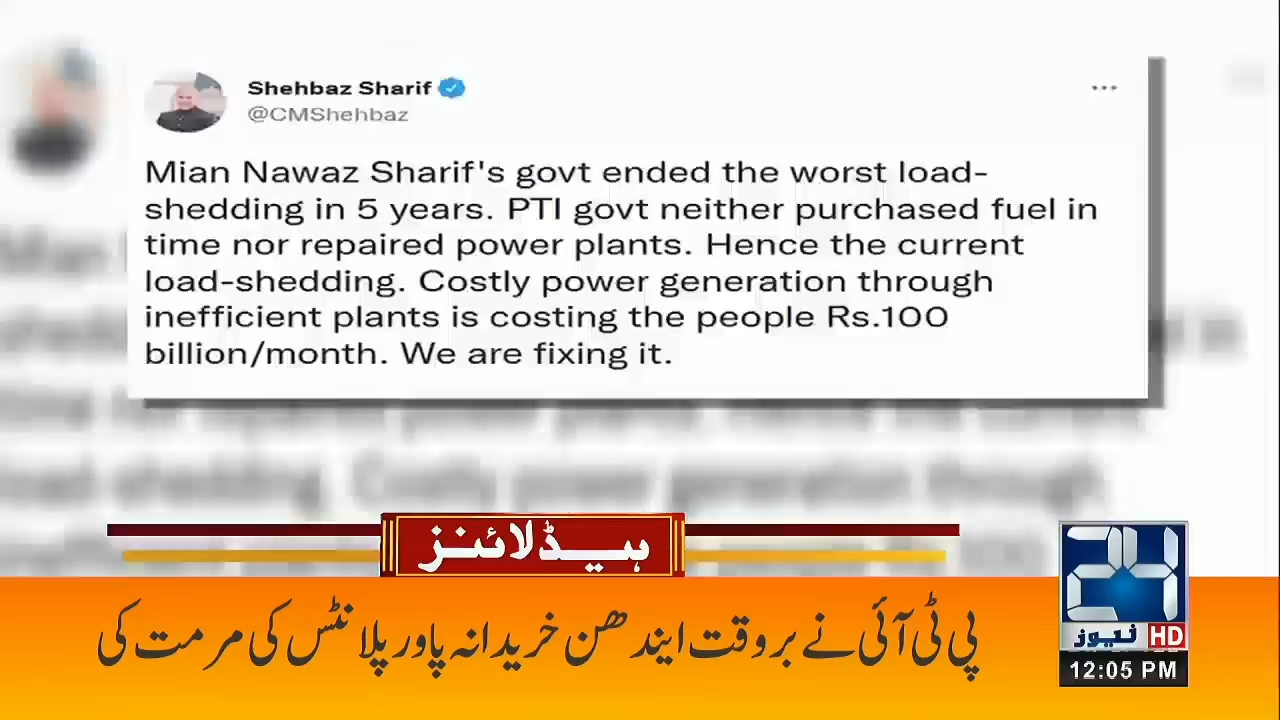 Shehbaz Sharif
@CMShehbaz
Mian Nawaz Sharif's govt ended the worst load-
shedding in 5 years. PTI govt neither purchased fuel in
time nor repaired power plants. Hence the current
load-shedding. Costly power generation through
inefficient plants is costing the people Rs.100
billion/month. We are fixing it.
ہیڈلائنز
پی ٹی آئی نے بروقت ایندھن خریدا نہ پاور پلانٹس کی مرمت کی
24
نیوز HD
12:05 PM